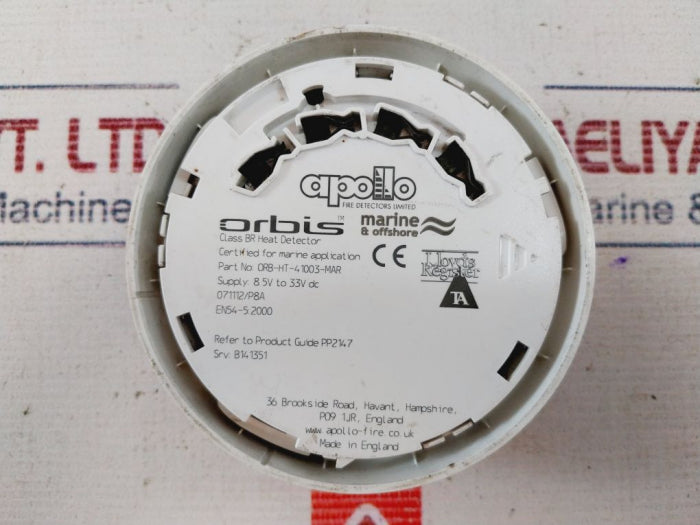 VT. LTD
AELIYA
Machine
arine &
apollo
FIRE DETECTORS LIMITED
orbis™
marine
& offshore
Class BR Heat Detector
Certified for marine application
Part No: ORB-HT-41003-MAR
Supply: 8.5V to 33V dc
071112/P8A
EN54-5:2000
CE
Lloyd's
Register
TA
Refer to Product Guide PP2147
Srv: B141351
36 Brookside Road, Havant, Hampshire,
PO9 1JR, England
www.apollo-fire.co.uk
Made in England